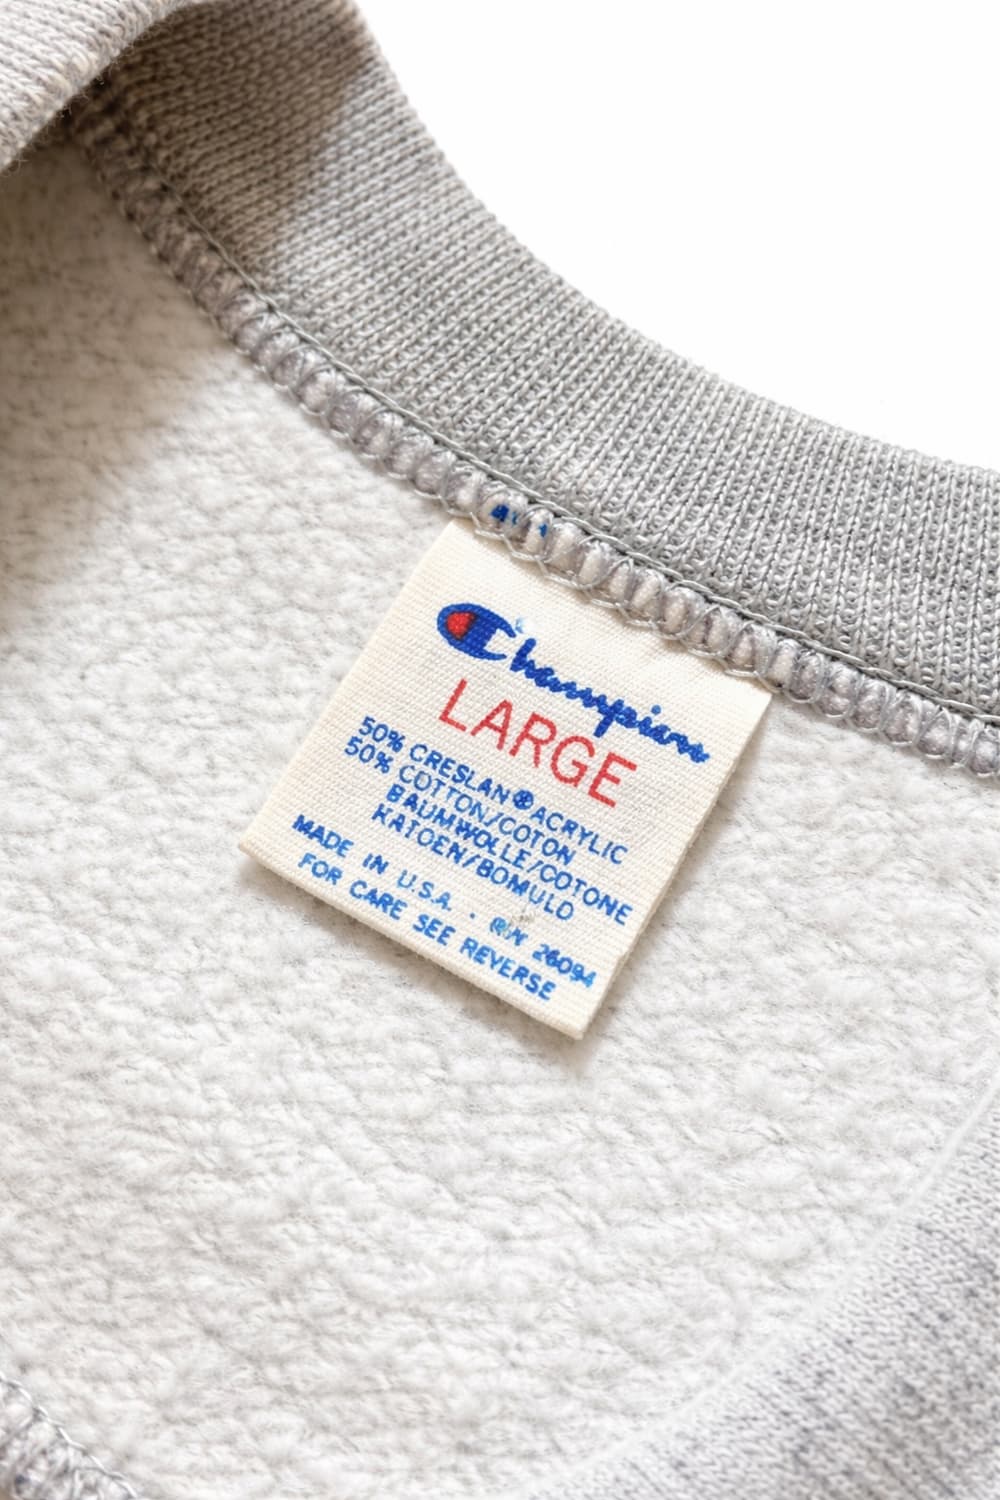 Champion
LARGE
50% CRESLAN® ACRYLIC
50% COTTON/COTON
BAUMWOLLE/COTONE
KATOEN/BOMULD
MADE IN U.S.A. · 26094
FOR CARE SEE REVERSE